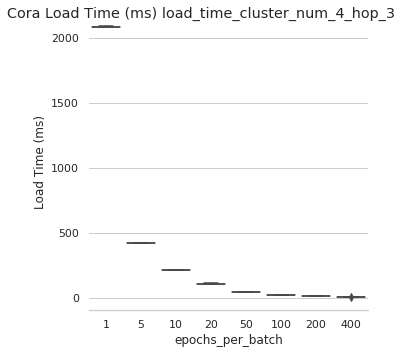 Cora Load Time (ms) load_time_cluster_num_4_hop_3
2000
1500
1000
500
0
Load Time (ms)
1 5 10 20 50 100 200 400
epochs_per_batch